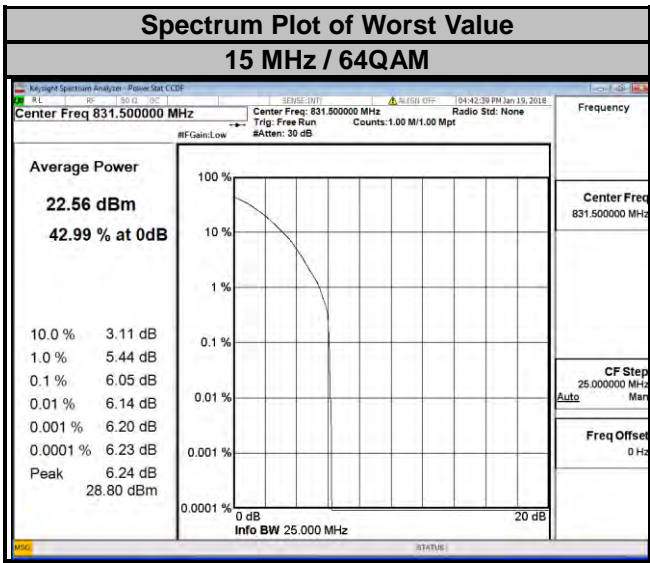 Spectrum Plot of Worst Value
15 MHz / 64QAM
Keysight Spectrum Analyzer - Power Stat CCDF
RL RF 50 Ω DC SENSE:INT ALIGN OFF 04:42:39 PM Jan 19, 2018
Center Freq 831.500000 MHz
Center Freq: 831.500000 MHz Radio Std: None
Trig: Free Run Counts:1.00 M/1.00 Mpt
#IFGain:Low #Atten: 30 dB
Frequency
Average Power
22.56 dBm
42.99 % at 0dB
10.0 % 3.11 dB
1.0 % 5.44 dB
0.1 % 6.05 dB
0.01 % 6.14 dB
0.001 % 6.20 dB
0.0001 % 6.23 dB
Peak 6.24 dB
28.80 dBm
100 %
10 %
1 %
0.1 %
0.01 %
0.001 %
0.0001 %
0 dB 20 dB
Info BW 25.000 MHz
Center Freq
831.500000 MHz
CF Step
25.000000 MHz
Auto Man
Freq Offset
0 Hz
MSG STATUS